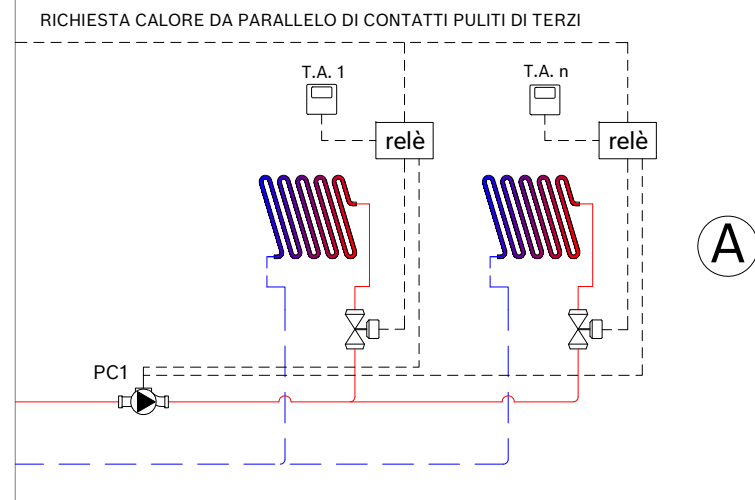 RICHIESTA CALORE DA PARALLELO DI CONTATTI PULITI DI TERZI
T.A. 1
T.A. n
relè
relè
A
PC1